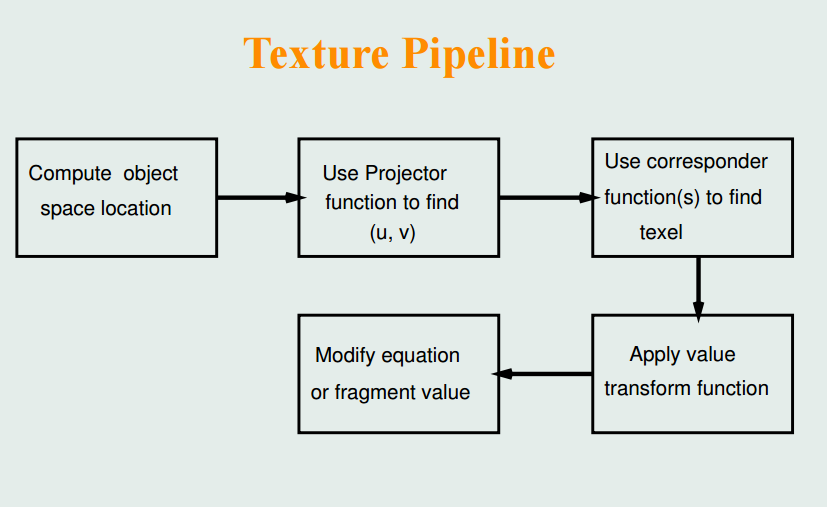 Texture Pipeline
Compute object
space location
Use Projector
function to find
(u, v)
Use corresponder
function(s) to find
texel
Apply value
transform function
Modify equation
or fragment value